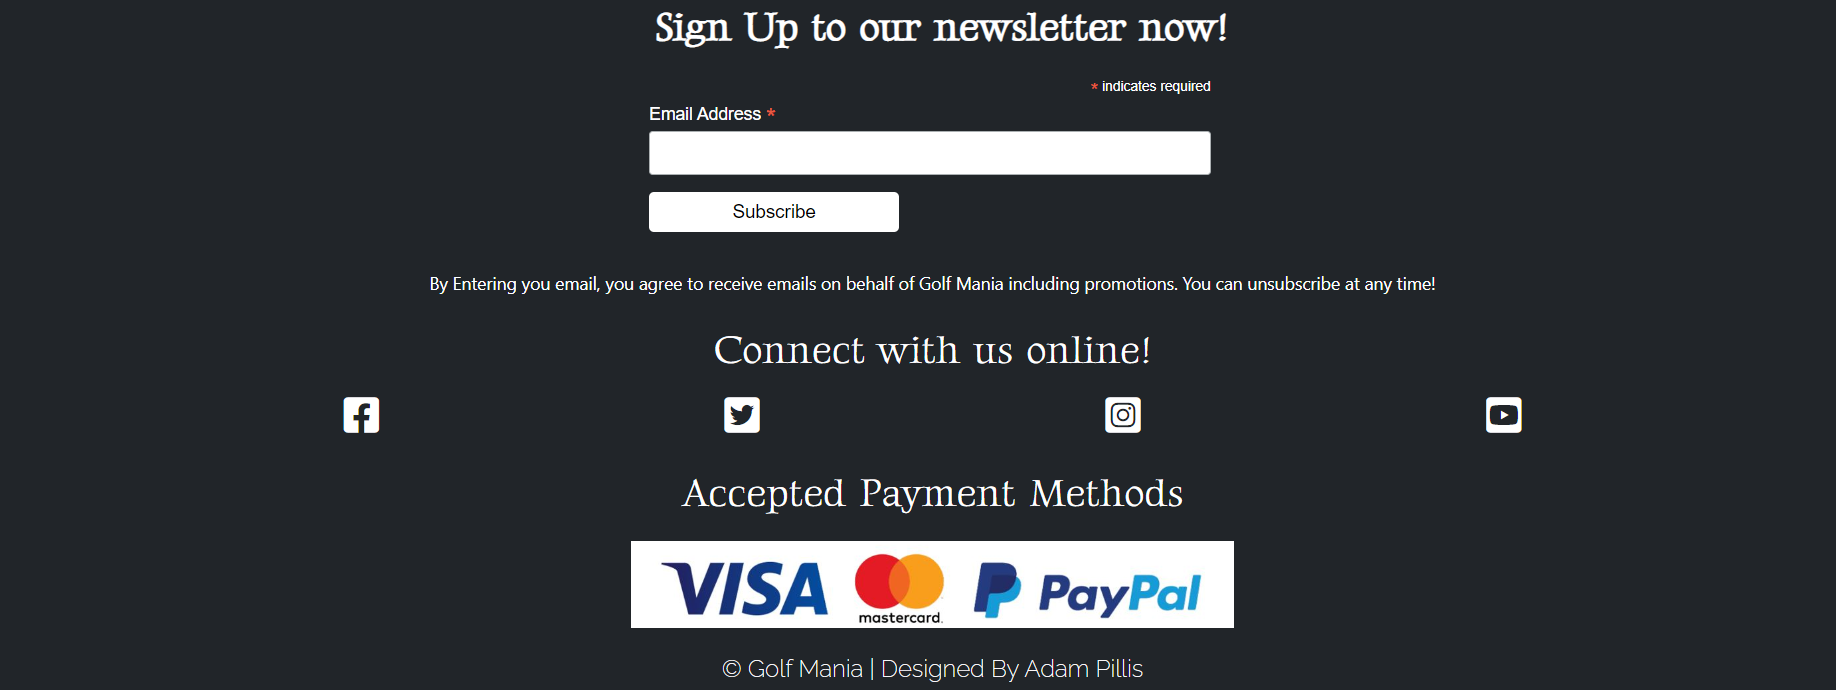 Sign Up to our newsletter now!
* indicates required
Email Address *
Subscribe
By Entering you email, you agree to receive emails on behalf of Golf Mania including promotions. You can unsubscribe at any time!
Connect with us online!
Accepted Payment Methods
VISA mastercard. PayPal
© Golf Mania | Designed By Adam Pillis